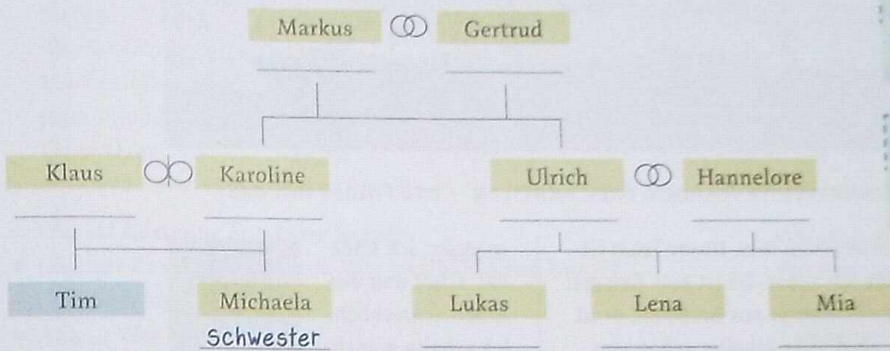 Markus Gertrud
Klaus Karoline Ulrich Hannelore
Tim Michaela Lukas Lena Mia
Schwester